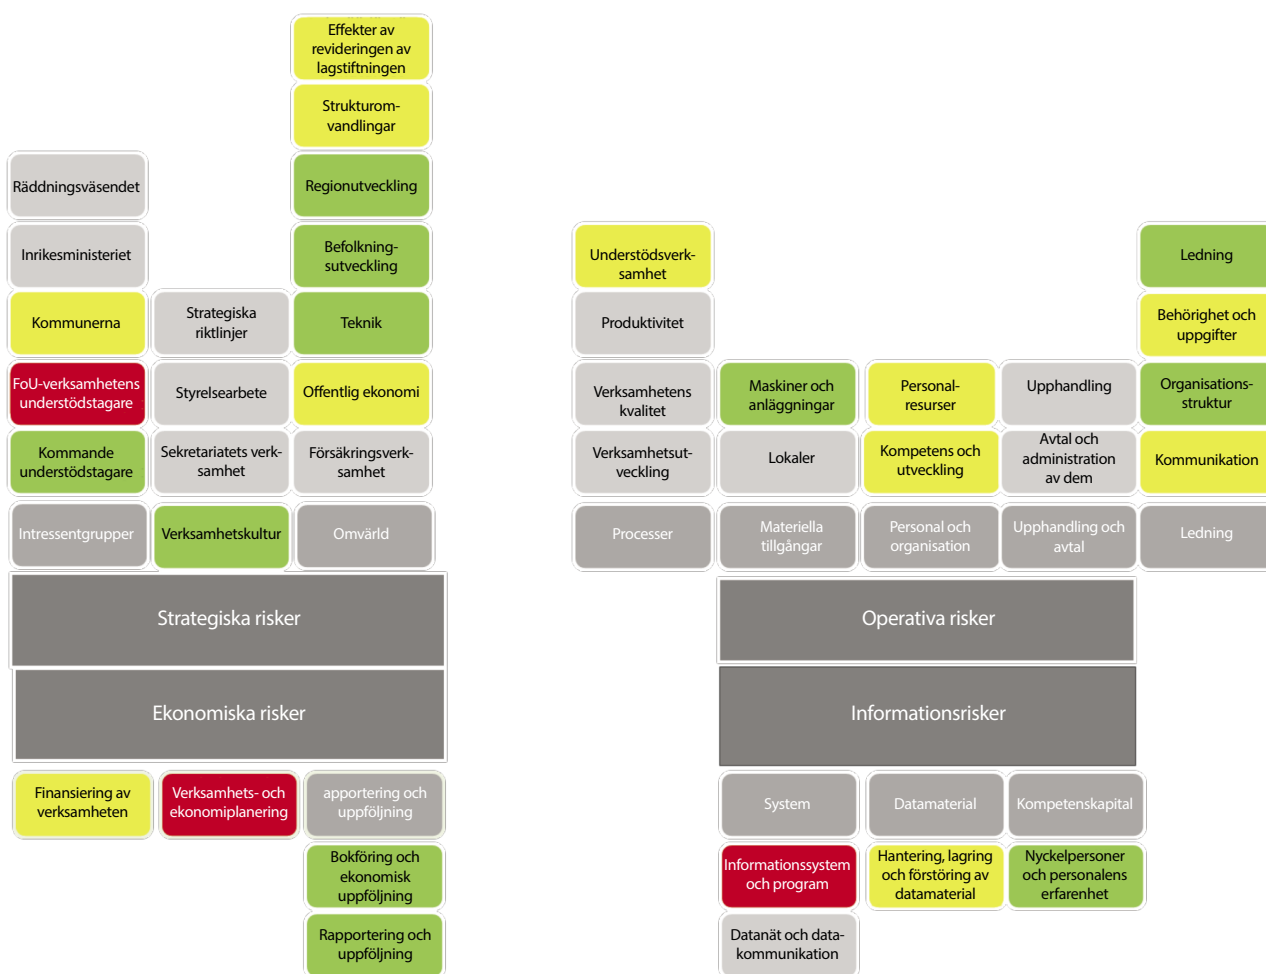 Effekter av
revideringen av
lagstiftningen
Strukturom-
vandlingar
Räddningsväsendet
Regionutveckling
Inrikesministeriet
Befolkning-
sutveckling
Kommunerna
Strategiska
riktlinjer
Teknik
FoU-verksamhetens
understödstagare
Styrelsearbete
Offentlig ekonomi
Kommande
understödstagare
Sekretariatets verk-
samhet
Försäkringsverk-
samhet
Intressentgrupper
Verksamhetskultur
Omvärld
Strategiska risker
Ekonomiska risker
Finansiering av
verksamheten
Verksamhets- och
ekonomiplanering
apportering och
uppföljning
Bokföring och
ekonomisk
uppföljning
Rapportering och
uppföljning
Understödsverk-
samhet
Ledning
Produktivitet
Behörighet och
uppgifter
Verksamhetens
kvalitet
Maskiner och
anläggningar
Personal-
resurser
Upphandling
Organisations-
struktur
Verksamhetsut-
veckling
Lokaler
Kompetens och
utveckling
Avtal och
administration
av dem
Kommunikation
Processer
Materiella
tillgångar
Personal och
organisation
Upphandling och
avtal
Ledning
Operativa risker
Informationsrisker
System
Datamaterial
Kompetenskapital
Informationssystem
och program
Hantering, lagring
och förstöring av
datamaterial
Nyckelpersoner
och personalens
erfarenhet
Datanät och data-
kommunikation